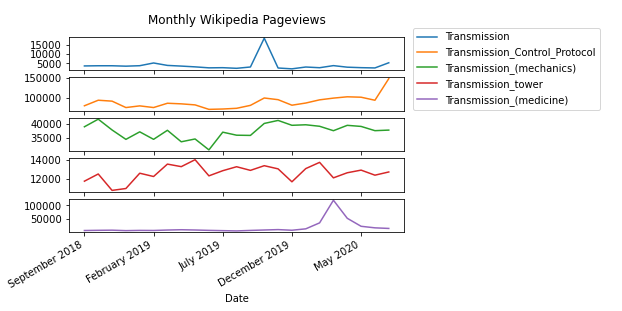 Monthly Wikipedia Pageviews
Transmission
Transmission_Control_Protocol
Transmission_(mechanics)
Transmission_tower
Transmission_(medicine)
15000
10000
5000
150000
100000
40000
35000
14000
12000
100000
50000
September 2018
February 2019
July 2019
December 2019
May 2020
Date